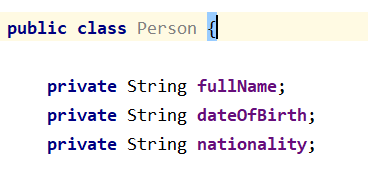 public class Person {
private String fullName;
private String dateOfBirth;
private String nationality;